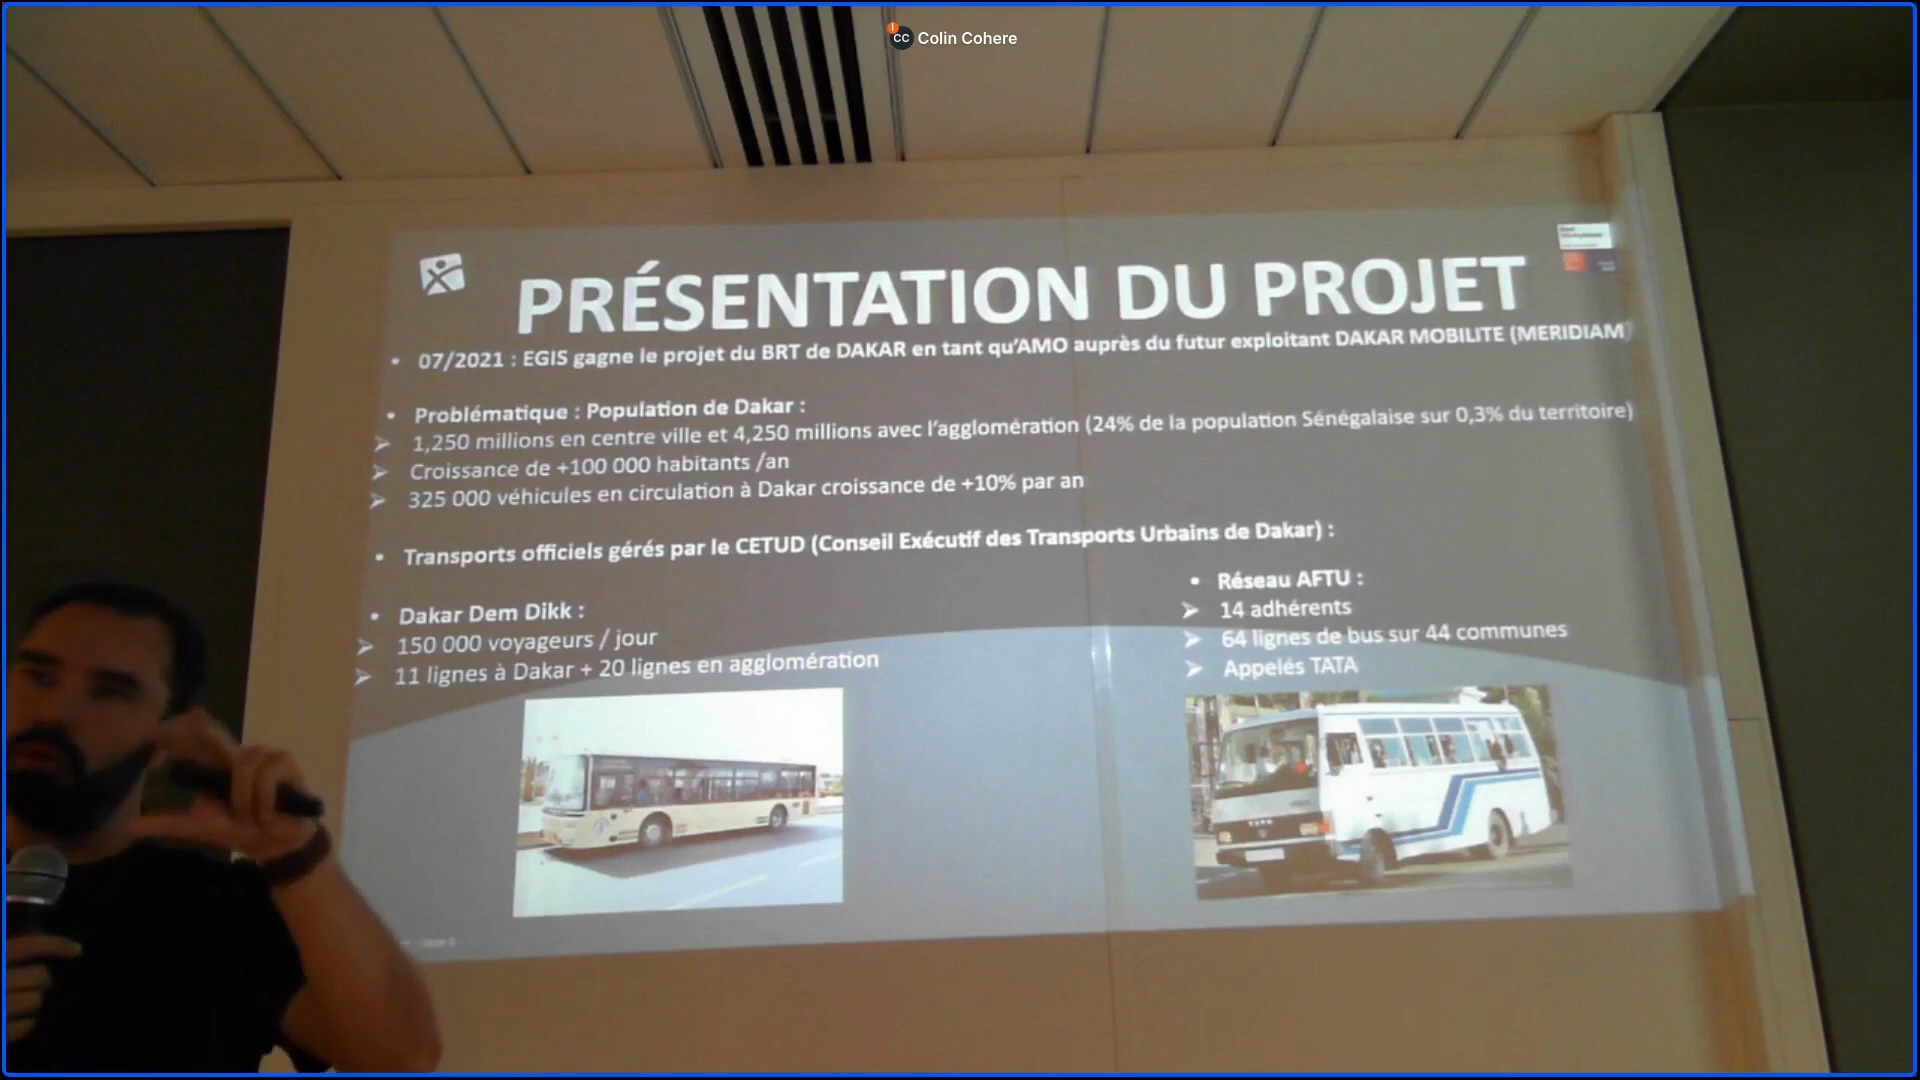 CC Colin Cohere
PRÉSENTATION DU PROJET
• 07/2021 : EGIS gagne le projet du BRT de DAKAR en tant qu'AMO auprès du futur exploitant DAKAR MOBILITE (MERIDIAM)
• Problématique : Population de Dakar :
➢ 1,250 millions en centre ville et 4,250 millions avec l'agglomération (24% de la population Sénégalaise sur 0,3% du territoire)
➢ Croissance de +100 000 habitants /an
➢ 325 000 véhicules en circulation à Dakar croissance de +10% par an
• Transports officiels gérés par le CETUD (Conseil Exécutif des Transports Urbains de Dakar) :
• Dakar Dem Dikk :
➢ 150 000 voyageurs / jour
➢ 11 lignes à Dakar + 20 lignes en agglomération
• Réseau AFTU :
➢ 14 adhérents
➢ 64 lignes de bus sur 44 communes
➢ Appelés TATA
TATA